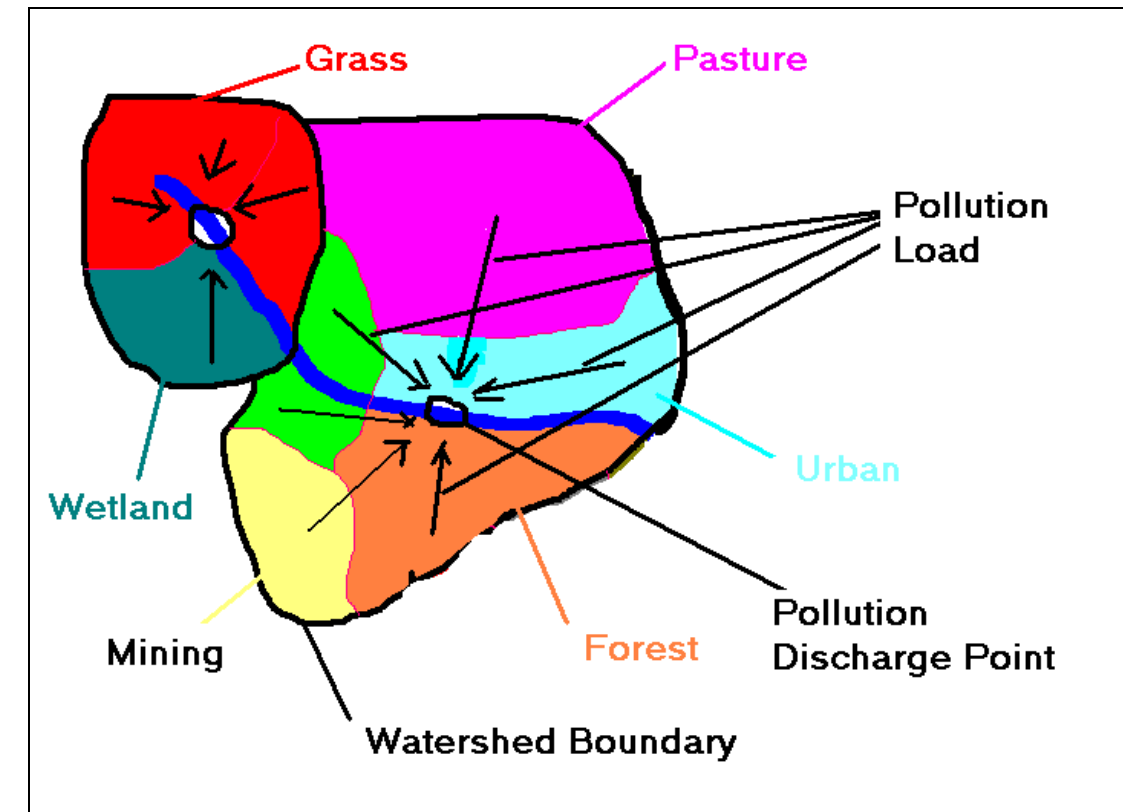 Grass
Pasture
Pollution
Load
Urban
Wetland
Pollution
Discharge Point
Forest
Mining
Watershed Boundary